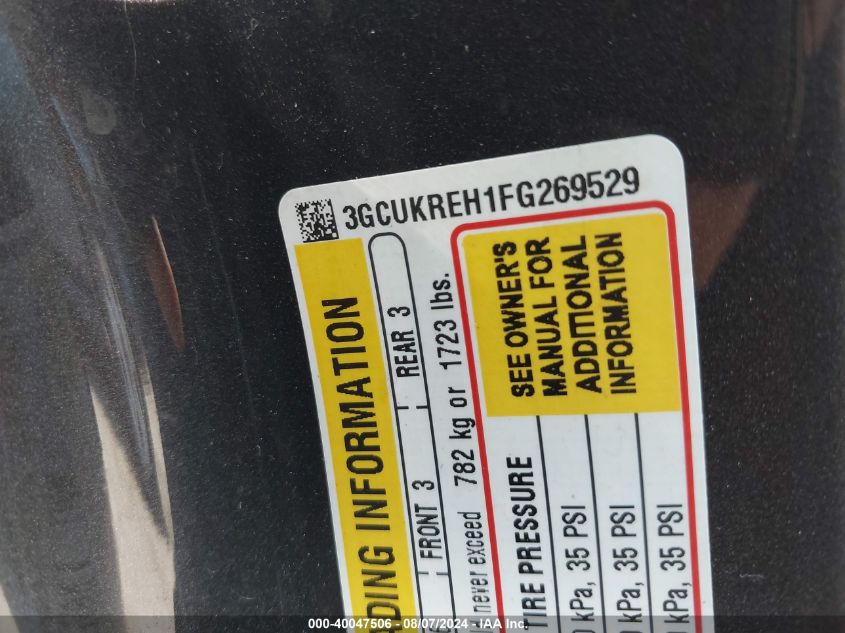 3GCUKREH1FG269529
ADING INFORMATION
FRONT 3 REAR 3
never exceed 782 kg or 1723 lbs.
TIRE PRESSURE
SEE OWNER'S
MANUAL FOR
ADDITIONAL
INFORMATION
kPa, 35 PSI
kPa, 35 PSI
kPa, 35 PSI
000-40047506 - 08/07/2024 - IAA Inc.